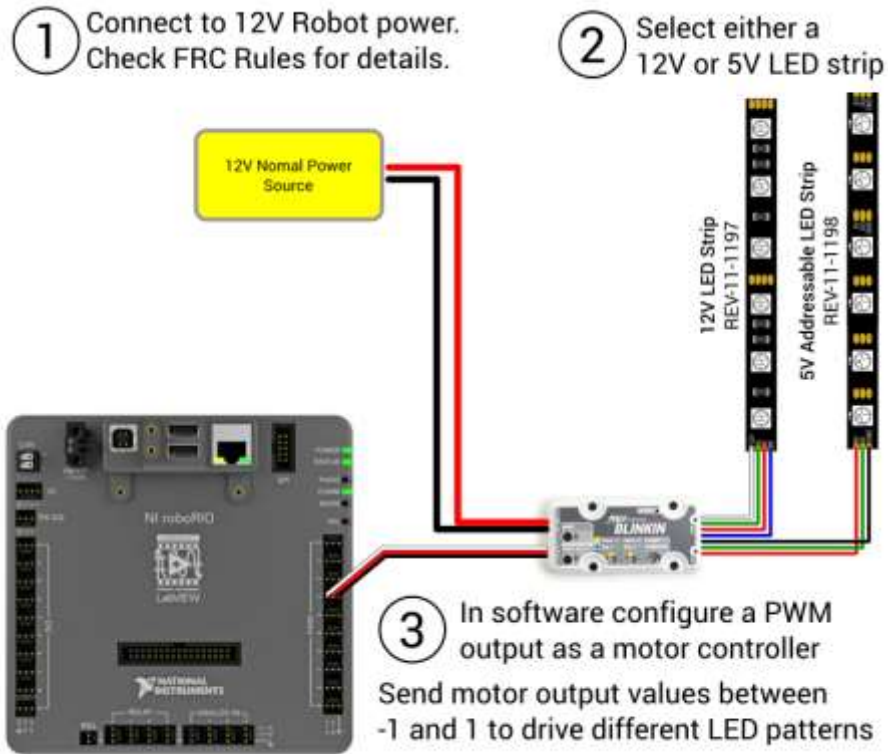 1 Connect to 12V Robot power.
Check FRC Rules for details.
2 Select either a
12V or 5V LED strip
12V Nomal Power
Source
12V LED Strip
REV-11-1197
5V Addressable LED Strip
REV-11-1198
NI roboRIO
LabVIEW
NATIONAL
INSTRUMENTS
BLINKIN
3 In software configure a PWM
output as a motor controller
Send motor output values between
-1 and 1 to drive different LED patterns